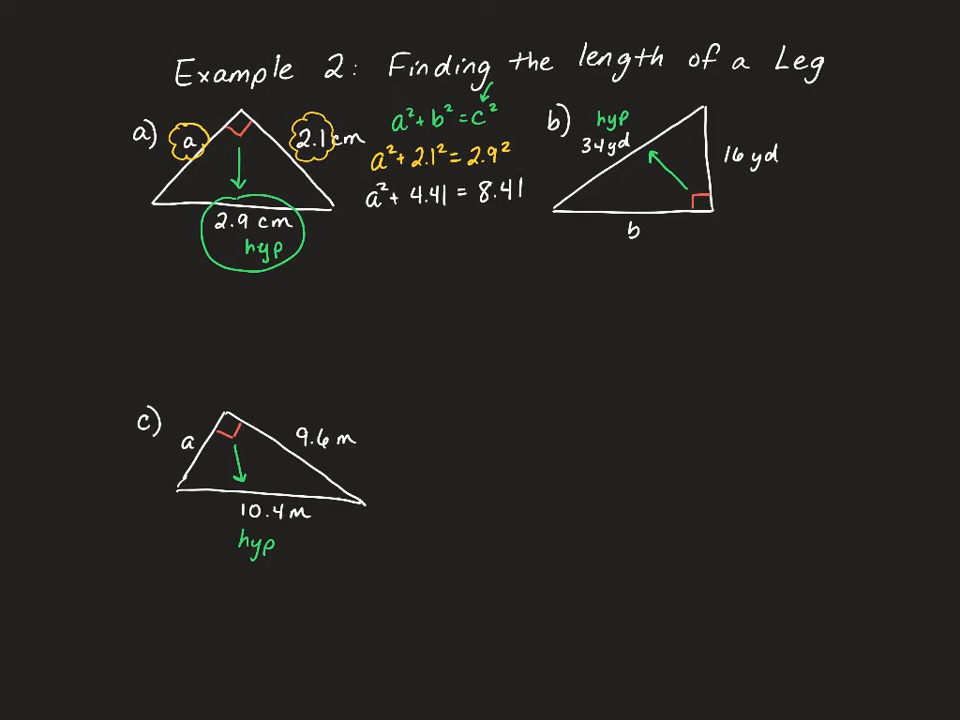 Example 2: Finding the length of a Leg
a) a 2.1 cm
2.9 cm
hyp
a² + b² = c²
a² + 2.1² = 2.9²
a² + 4.41 = 8.41
b) hyp
34 yd
16 yd
b
c) a 9.6 m
10.4 m
hyp